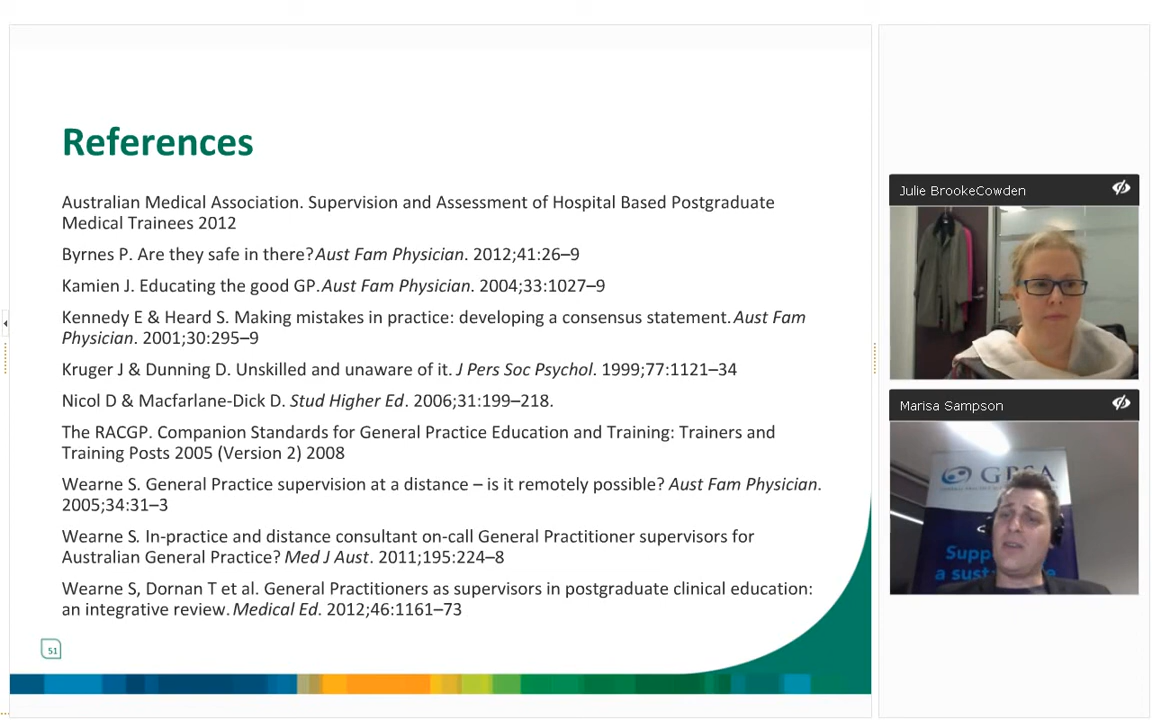 References
Australian Medical Association. Supervision and Assessment of Hospital Based Postgraduate
Medical Trainees 2012
Byrnes P. Are they safe in there? Aust Fam Physician. 2012;41:26–9
Kamien J. Educating the good GP. Aust Fam Physician. 2004;33:1027–9
Kennedy E & Heard S. Making mistakes in practice: developing a consensus statement. Aust Fam
Physician. 2001;30:295–9
Kruger J & Dunning D. Unskilled and unaware of it. J Pers Soc Psychol. 1999;77:1121–34
Nicol D & Macfarlane-Dick D. Stud Higher Ed. 2006;31:199–218.
The RACGP. Companion Standards for General Practice Education and Training: Trainers and
Training Posts 2005 (Version 2) 2008
Wearne S. General Practice supervision at a distance – is it remotely possible? Aust Fam Physician.
2005;34:31–3
Wearne S. In-practice and distance consultant on-call General Practitioner supervisors for
Australian General Practice? Med J Aust. 2011;195:224–8
Wearne S, Dornan T et al. General Practitioners as supervisors in postgraduate clinical education:
an integrative review. Medical Ed. 2012;46:1161–73
51
Julie BrookeCowden
Marisa Sampson
GPSA
a